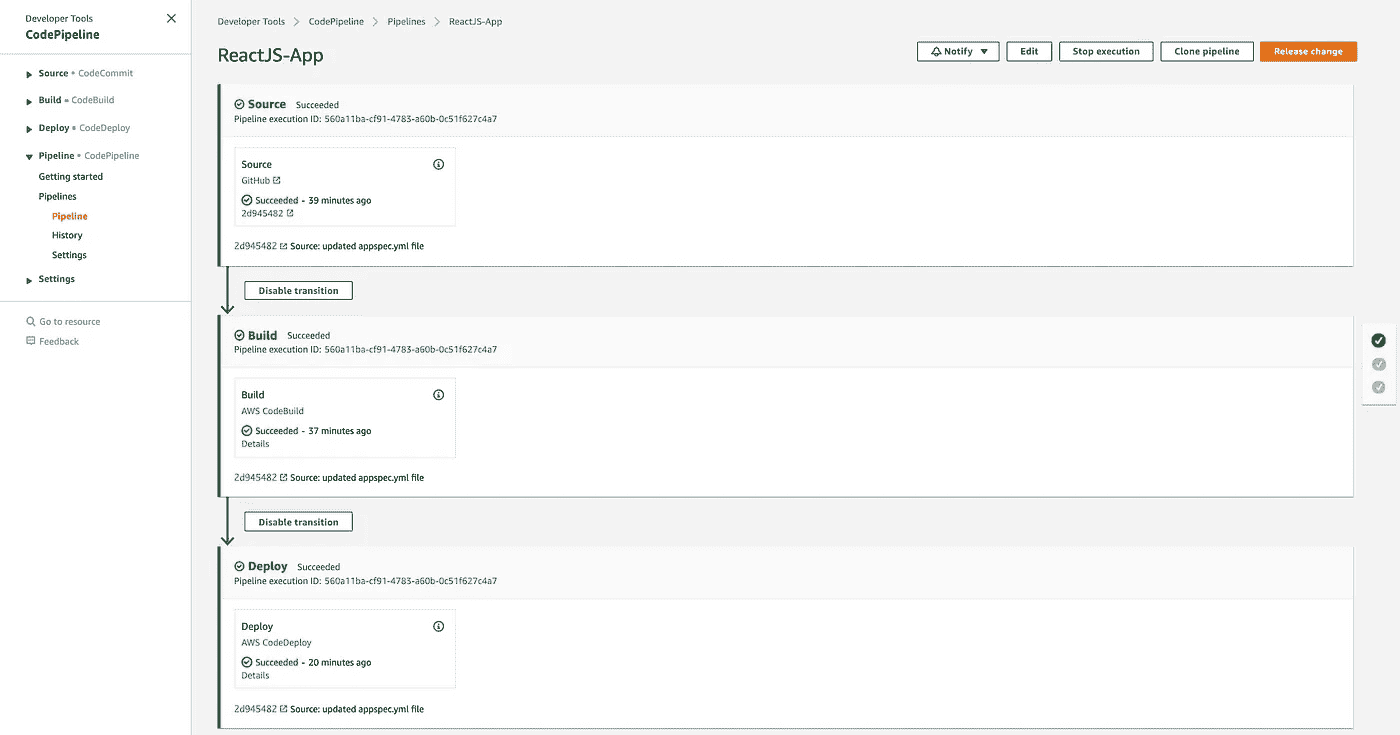 Developer Tools
CodePipeline
Source • CodeCommit
Build • CodeBuild
Deploy • CodeDeploy
Pipeline • CodePipeline
Getting started
Pipelines
Pipeline
History
Settings
Settings
Go to resource
Feedback
Developer Tools > CodePipeline > Pipelines > ReactJS-App
ReactJS-App
Notify
Edit
Stop execution
Clone pipeline
Release change
Source Succeeded
Pipeline execution ID: 560a11ba-cf91-4783-a60b-0c51f627c4a7
Source
GitHub
Succeeded - 39 minutes ago
2d945482
2d945482 Source: updated appspec.yml file
Disable transition
Build Succeeded
Pipeline execution ID: 560a11ba-cf91-4783-a60b-0c51f627c4a7
Build
AWS CodeBuild
Succeeded - 37 minutes ago
Details
2d945482 Source: updated appspec.yml file
Disable transition
Deploy Succeeded
Pipeline execution ID: 560a11ba-cf91-4783-a60b-0c51f627c4a7
Deploy
AWS CodeDeploy
Succeeded - 20 minutes ago
Details
2d945482 Source: updated appspec.yml file